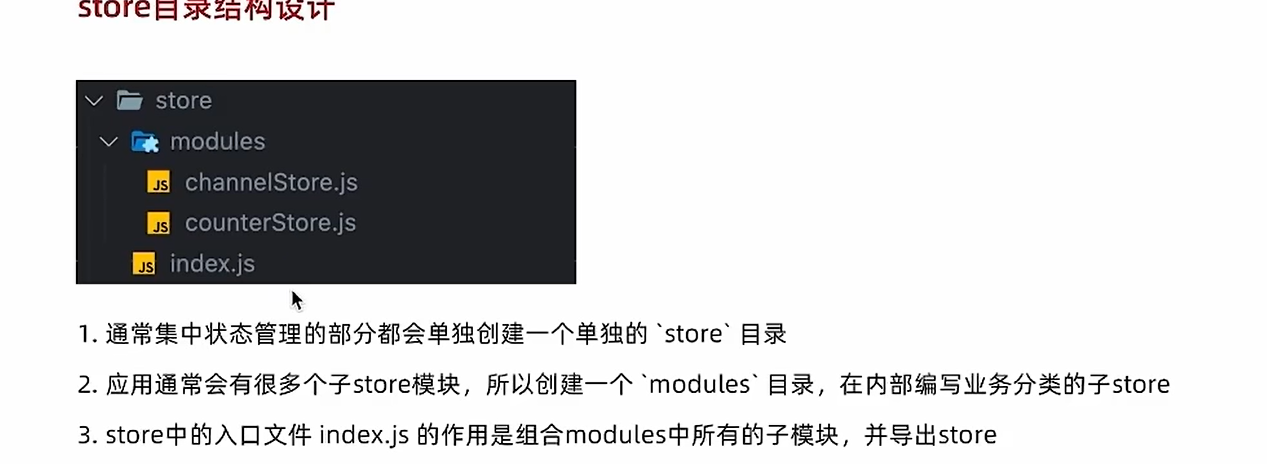 store目录结构设计
store
modules
JS channelStore.js
JS counterStore.js
JS index.js
1. 通常集中状态管理的部分都会单独创建一个单独的 `store` 目录
2. 应用通常会有很多个子store模块，所以创建一个 `modules` 目录，在内部编写业务分类的子store
3. store中的入口文件 index.js 的作用是组合modules中所有的子模块，并导出store